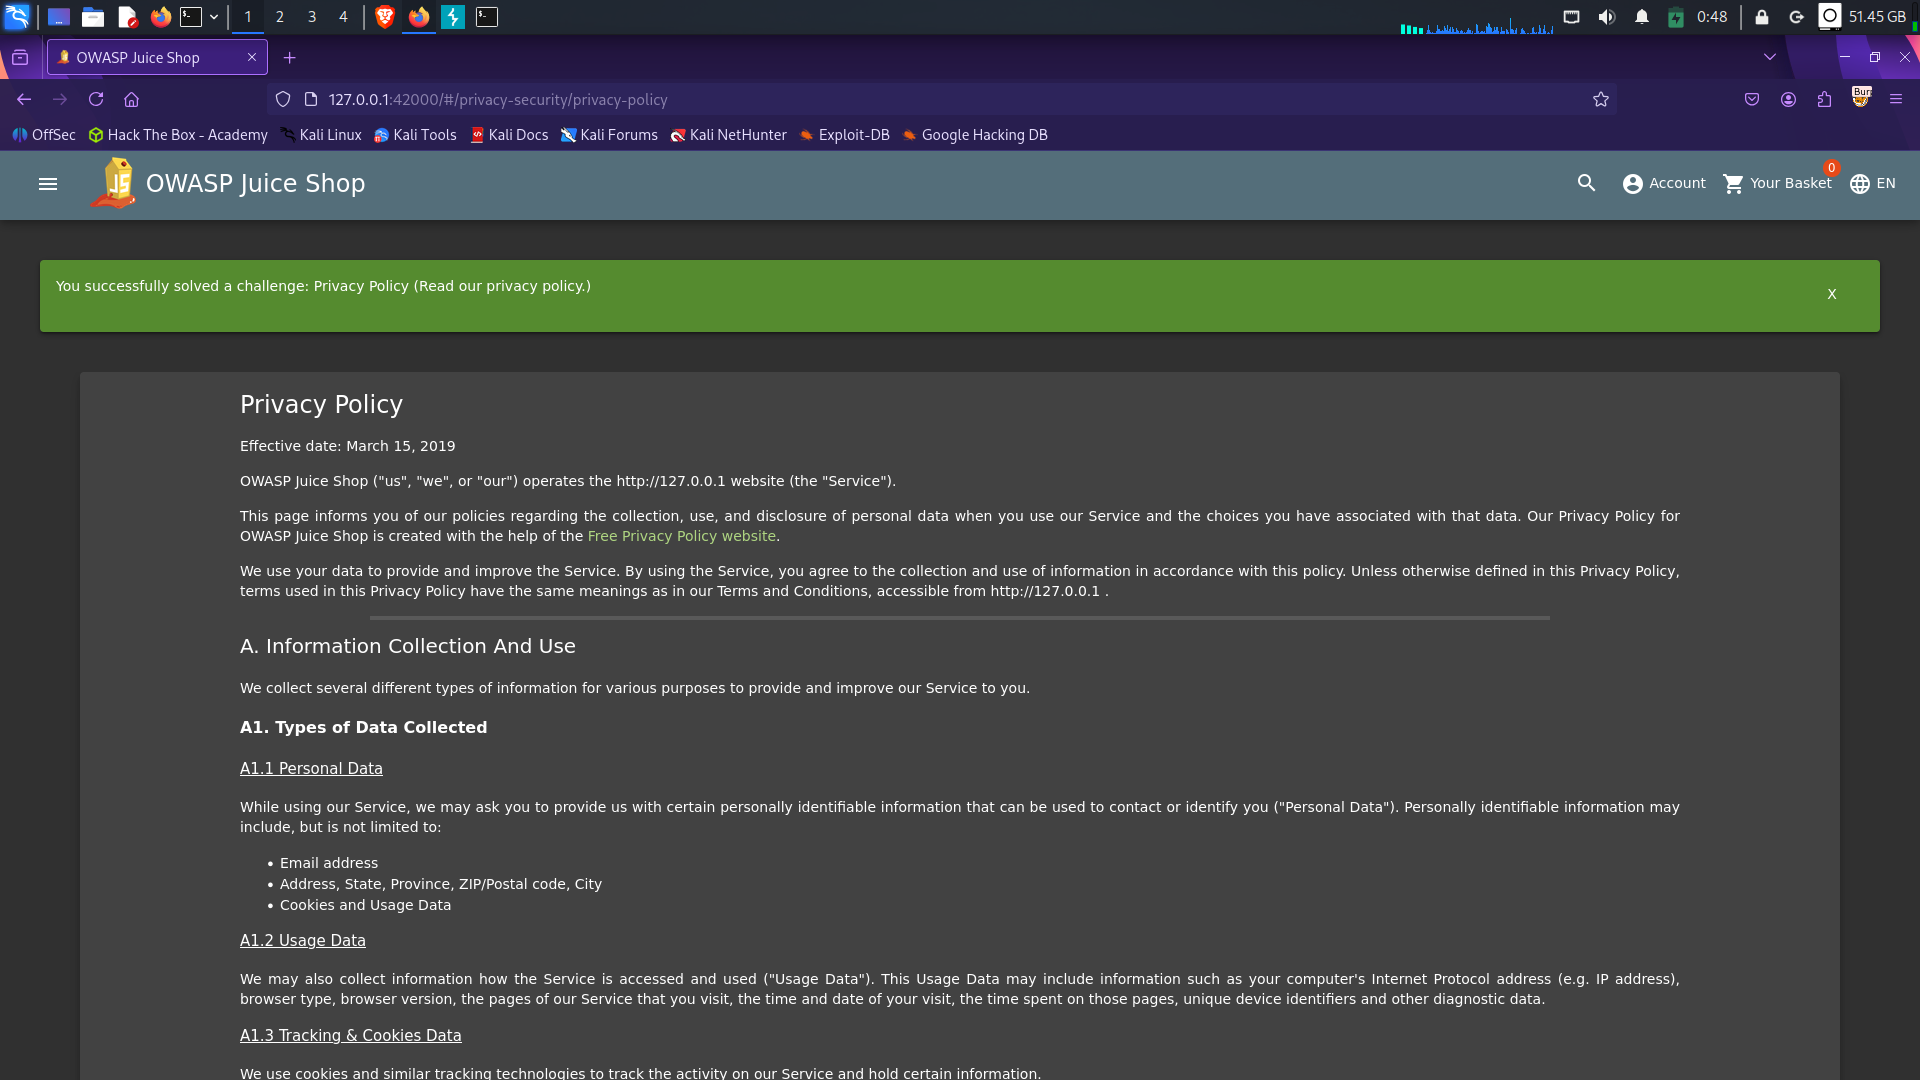 1 2 3 4 0:48 51.45 GB
OWASP Juice Shop
127.0.0.1:42000/#/privacy-security/privacy-policy
OffSec Hack The Box - Academy Kali Linux Kali Tools Kali Docs Kali Forums Kali NetHunter Exploit-DB Google Hacking DB
OWASP Juice Shop Account Your Basket 0 EN
You successfully solved a challenge: Privacy Policy (Read our privacy policy.) X
Privacy Policy
Effective date: March 15, 2019
OWASP Juice Shop ("us", "we", or "our") operates the http://127.0.0.1 website (the "Service").
This page informs you of our policies regarding the collection, use, and disclosure of personal data when you use our Service and the choices you have associated with that data. Our Privacy Policy for
OWASP Juice Shop is created with the help of the Free Privacy Policy website.
We use your data to provide and improve the Service. By using the Service, you agree to the collection and use of information in accordance with this policy. Unless otherwise defined in this Privacy Policy,
terms used in this Privacy Policy have the same meanings as in our Terms and Conditions, accessible from http://127.0.0.1 .
A. Information Collection And Use
We collect several different types of information for various purposes to provide and improve our Service to you.
A1. Types of Data Collected
A1.1 Personal Data
While using our Service, we may ask you to provide us with certain personally identifiable information that can be used to contact or identify you ("Personal Data"). Personally identifiable information may
include, but is not limited to:
• Email address
• Address, State, Province, ZIP/Postal code, City
• Cookies and Usage Data
A1.2 Usage Data
We may also collect information how the Service is accessed and used ("Usage Data"). This Usage Data may include information such as your computer's Internet Protocol address (e.g. IP address),
browser type, browser version, the pages of our Service that you visit, the time and date of your visit, the time spent on those pages, unique device identifiers and other diagnostic data.
A1.3 Tracking & Cookies Data
We use cookies and similar tracking technologies to track the activity on our Service and hold certain information.